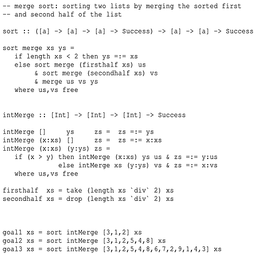 -- merge sort: sorting two lists by merging the sorted first
-- and second half of the list
sort :: ([a] -> [a] -> [a] -> Success) -> [a] -> [a] -> Success
sort merge xs ys =
if length xs < 2 then ys =:= xs
else sort merge (firsthalf xs) us
& sort merge (secondhalf xs) vs
& merge us vs ys
where us,vs free
intMerge :: [Int] -> [Int] -> [Int] -> Success
intMerge [] ys zs = zs =:= ys
intMerge (x:xs) [] zs = zs =:= x:xs
intMerge (x:xs) (y:ys) zs =
if (x > y) then intMerge (x:xs) ys us & zs =:= y:us
else intMerge xs (y:ys) vs & zs =:= x:vs
where us,vs free
firsthalf xs = take (length xs `div` 2) xs
secondhalf xs = drop (length xs `div` 2) xs
goal1 xs = sort intMerge [3,1,2] xs
goal2 xs = sort intMerge [3,1,2,5,4,8] xs
goal3 xs = sort intMerge [3,1,2,5,4,8,6,7,2,9,1,4,3] xs